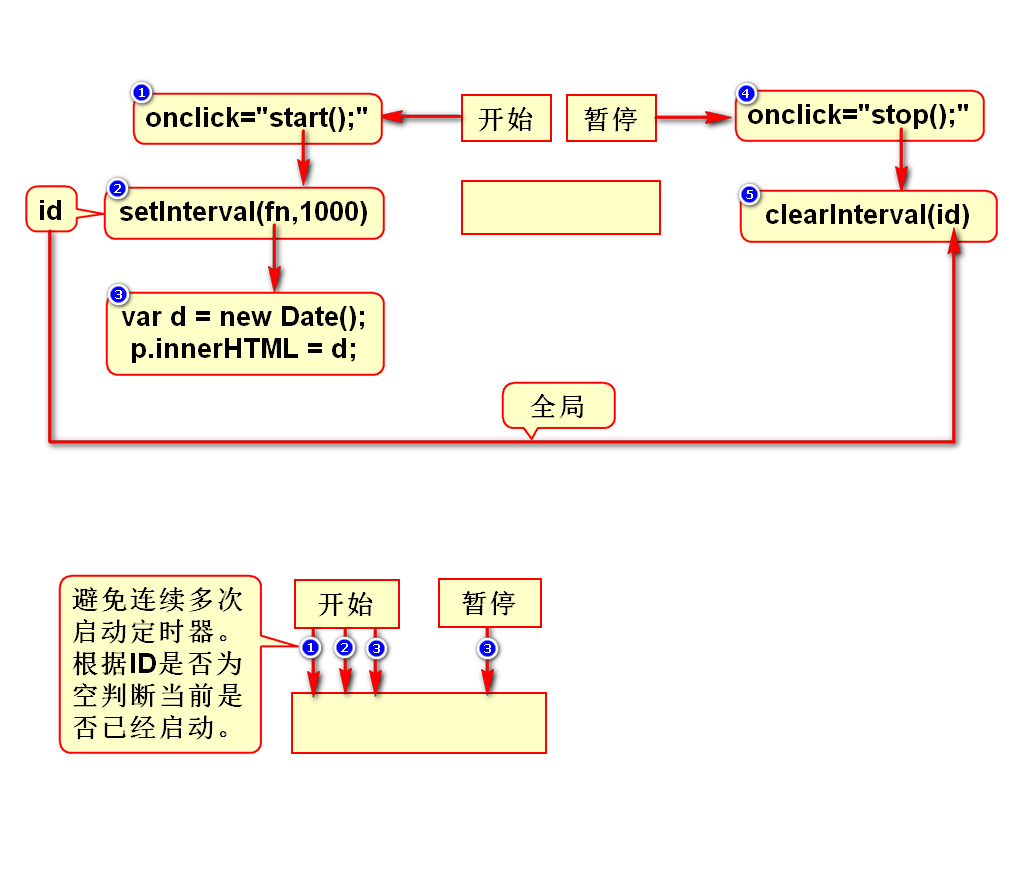 1
onclick="start();"
开始
暂停
4
onclick="stop();"
id
2
setInterval(fn,1000)
5
clearInterval(id)
3
var d = new Date();
p.innerHTML = d;
全局
避免连续多次
启动定时器。
根据ID是否为
空判断当前是
否已经启动。
开始
暂停
1
2
3
3